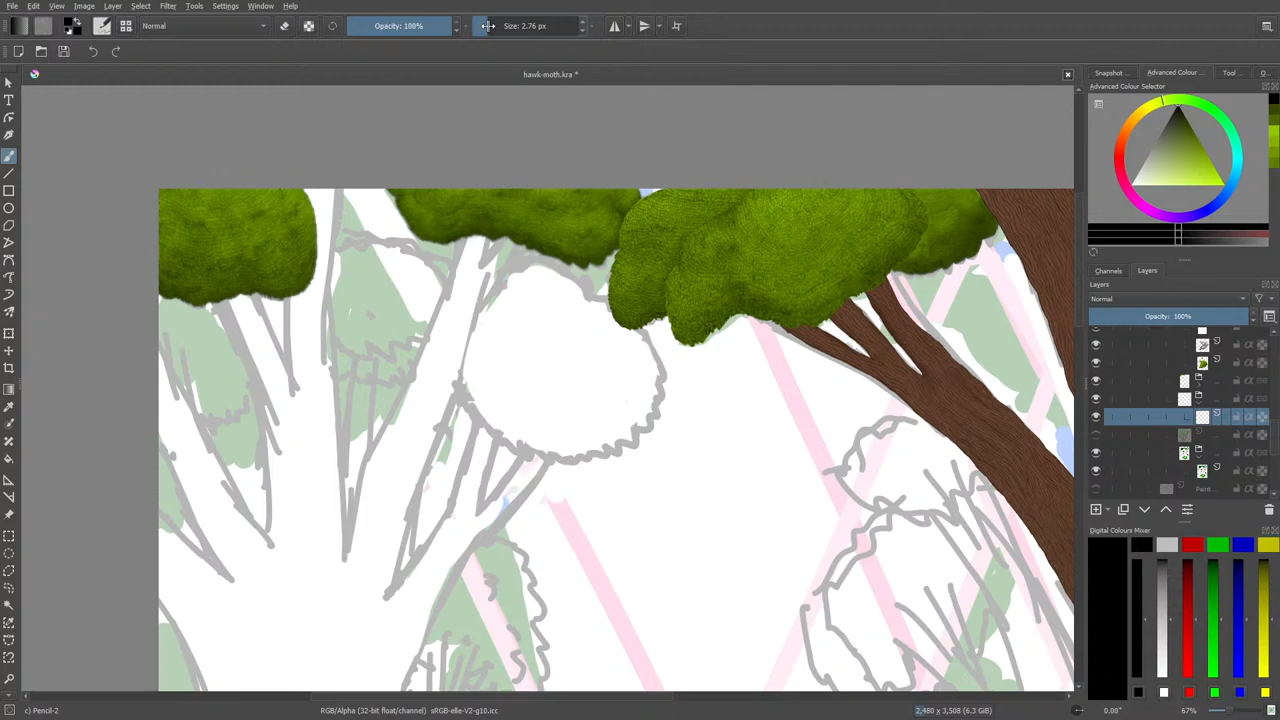 File Edit View Image Layer Select Filter Tools Settings Window Help
Normal Opacity: 100% Size: 2.76 px
hawk-moth.kra *
Snapshot ... Advanced Colour ... Tool ... O...
Advanced Colour Selector
Channels Layers
Layers
Normal
Opacity: 100%
Paint ...
Digital Colours Mixer
c) Pencil-2 RGB/Alpha (32-bit float/channel) sRGB-elle-V2-g10.icc 2,480 x 3,508 (6.3 GiB) 0.00° 67%